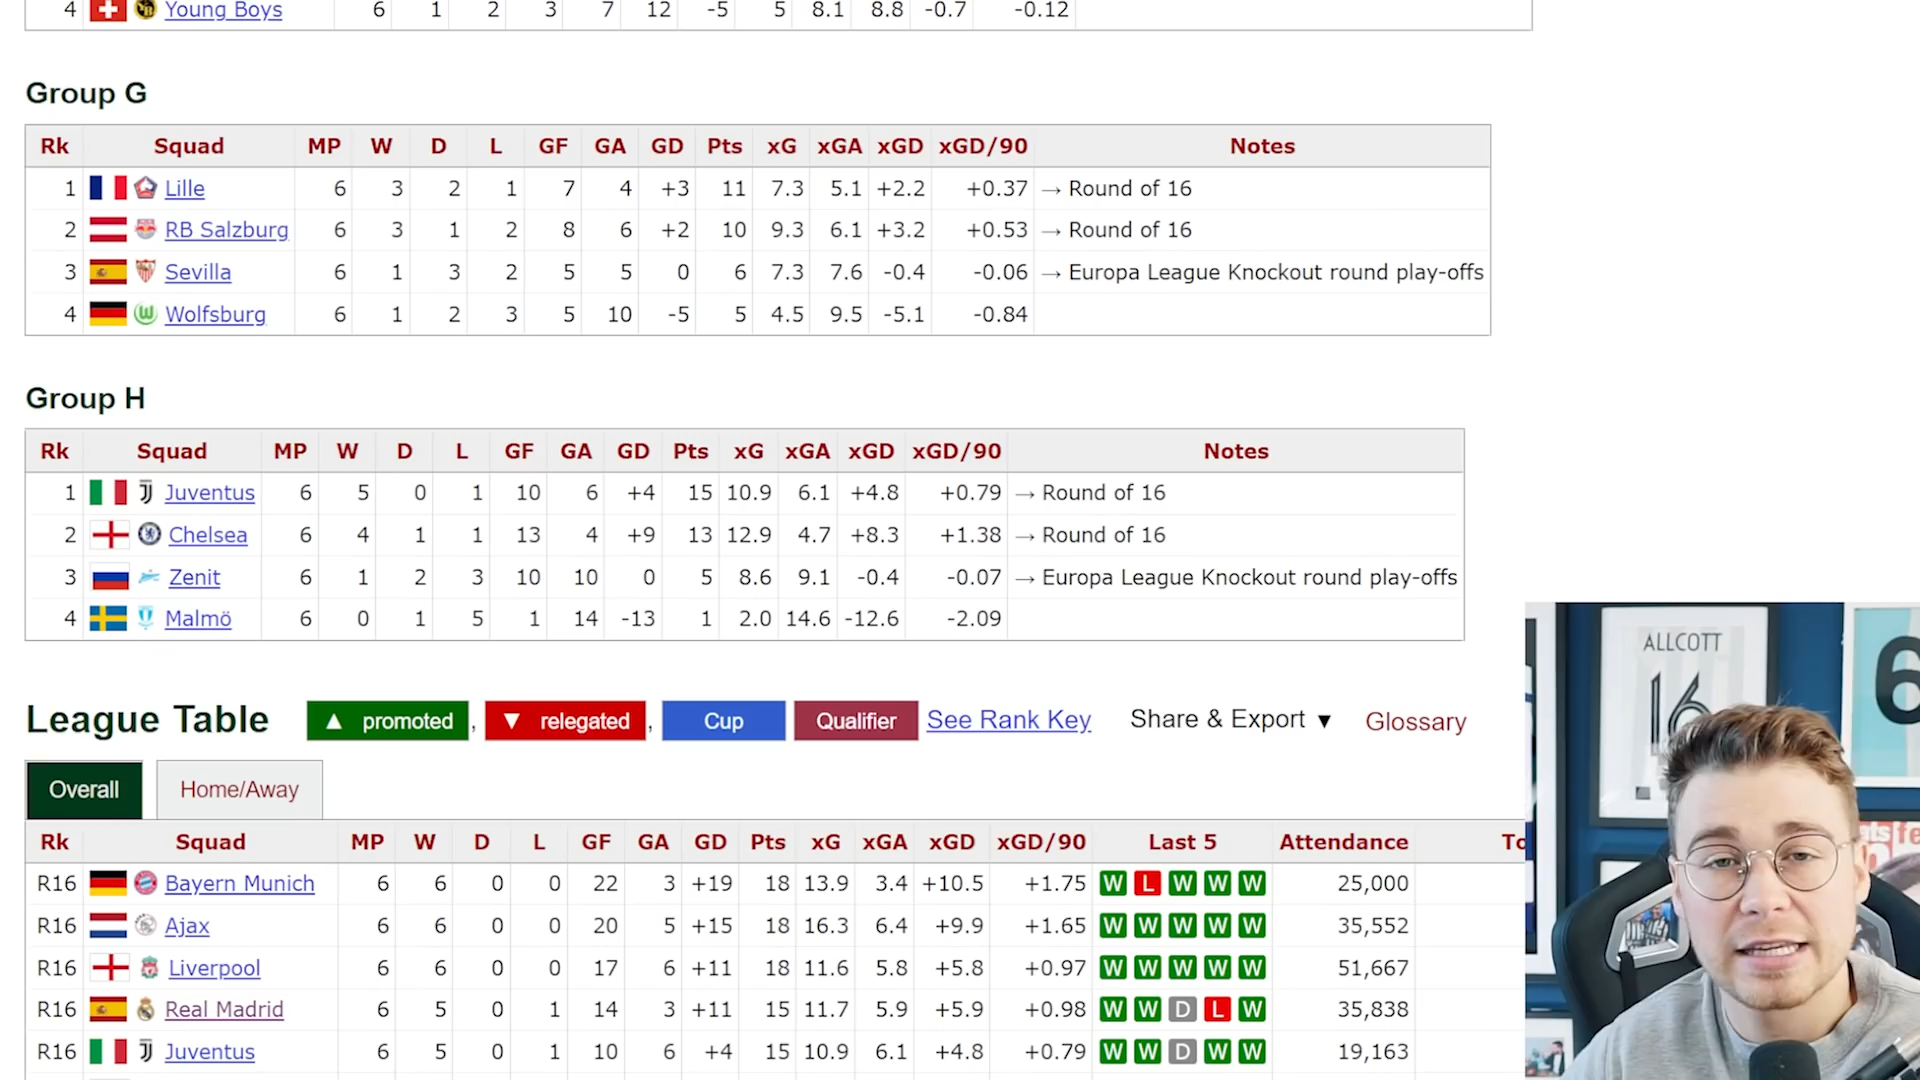 4 Young Boys 6 1 2 3 7 12 -5 5 8.1 8.8 -0.7 -0.12
Group G
Rk Squad MP W D L GF GA GD Pts xG xGA xGD xGD/90 Notes
1 Lille 6 3 2 1 7 4 +3 11 7.3 5.1 +2.2 +0.37 → Round of 16
2 RB Salzburg 6 3 1 2 8 6 +2 10 9.3 6.1 +3.2 +0.53 → Round of 16
3 Sevilla 6 1 3 2 5 5 0 6 7.3 7.6 -0.4 -0.06 → Europa League Knockout round play-offs
4 Wolfsburg 6 1 2 3 5 10 -5 5 4.5 9.5 -5.1 -0.84
Group H
Rk Squad MP W D L GF GA GD Pts xG xGA xGD xGD/90 Notes
1 Juventus 6 5 0 1 10 6 +4 15 10.9 6.1 +4.8 +0.79 → Round of 16
2 Chelsea 6 4 1 1 13 4 +9 13 12.9 4.7 +8.3 +1.38 → Round of 16
3 Zenit 6 1 2 3 10 10 0 5 8.6 9.1 -0.4 -0.07 → Europa League Knockout round play-offs
4 Malmö 6 0 1 5 1 14 -13 1 2.0 14.6 -12.6 -2.09
ALLCOTT
16
6
League Table ▲ promoted , ▼ relegated , Cup Qualifier See Rank Key Share & Export ▼ Glossary
Overall Home/Away
Rk Squad MP W D L GF GA GD Pts xG xGA xGD xGD/90 Last 5 Attendance To
R16 Bayern Munich 6 6 0 0 22 3 +19 18 13.9 3.4 +10.5 +1.75 W L W W W 25,000
R16 Ajax 6 6 0 0 20 5 +15 18 16.3 6.4 +9.9 +1.65 W W W W W 35,552
R16 Liverpool 6 6 0 0 17 6 +11 18 11.6 5.8 +5.8 +0.97 W W W W W 51,667
R16 Real Madrid 6 5 0 1 14 3 +11 15 11.7 5.9 +5.9 +0.98 W W D L W 35,838
R16 Juventus 6 5 0 1 10 6 +4 15 10.9 6.1 +4.8 +0.79 W W D W W 19,163